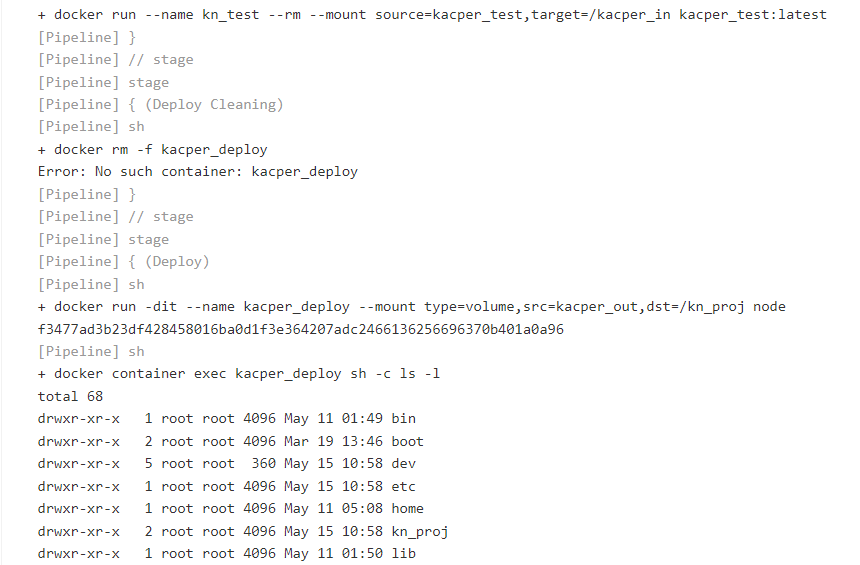 + docker run --name kn_test --rm --mount source=kacper_test,target=/kacper_in kacper_test:latest
[Pipeline] }
[Pipeline] // stage
[Pipeline] stage
[Pipeline] { (Deploy Cleaning)
[Pipeline] sh
+ docker rm -f kacper_deploy
Error: No such container: kacper_deploy
[Pipeline] }
[Pipeline] // stage
[Pipeline] stage
[Pipeline] { (Deploy)
[Pipeline] sh
+ docker run -dit --name kacper_deploy --mount type=volume,src=kacper_out,dst=/kn_proj node
f3477ad3b23df428458016ba0d1f3e364207adc2466136256696370b401a0a96
[Pipeline] sh
+ docker container exec kacper_deploy sh -c ls -l
total 68
drwxr-xr-x   1 root root 4096 May 11 01:49 bin
drwxr-xr-x   2 root root 4096 Mar 19 13:46 boot
drwxr-xr-x   5 root root  360 May 15 10:58 dev
drwxr-xr-x   1 root root 4096 May 15 10:58 etc
drwxr-xr-x   1 root root 4096 May 11 05:08 home
drwxr-xr-x   2 root root 4096 May 15 10:58 kn_proj
drwxr-xr-x   1 root root 4096 May 11 01:50 lib